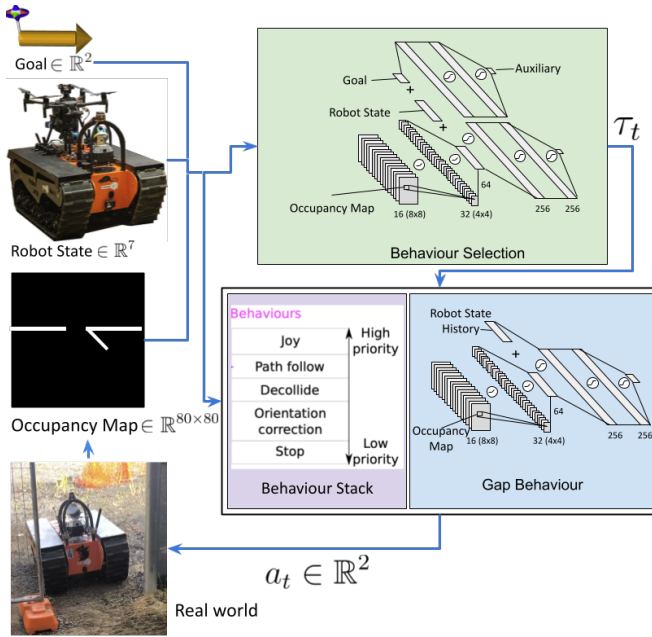 Goal ∈ ℝ²
Robot State ∈ ℝ⁷
Occupancy Map ∈ ℝ⁸⁰ˣ⁸⁰
Real world
Goal
+
Auxiliary
Robot State
+
64
Occupancy Map
16 (8x8)
32 (4x4)
256
256
Behaviour Selection
τₜ
Behaviours
Joy
Path follow
Decollide
Orientation
correction
Stop
High
priority
Low
priority
Behaviour Stack
Robot State
History
+
64
Occupancy
Map
16 (8x8)
32 (4x4)
256
256
Gap Behaviour
aₜ ∈ ℝ²